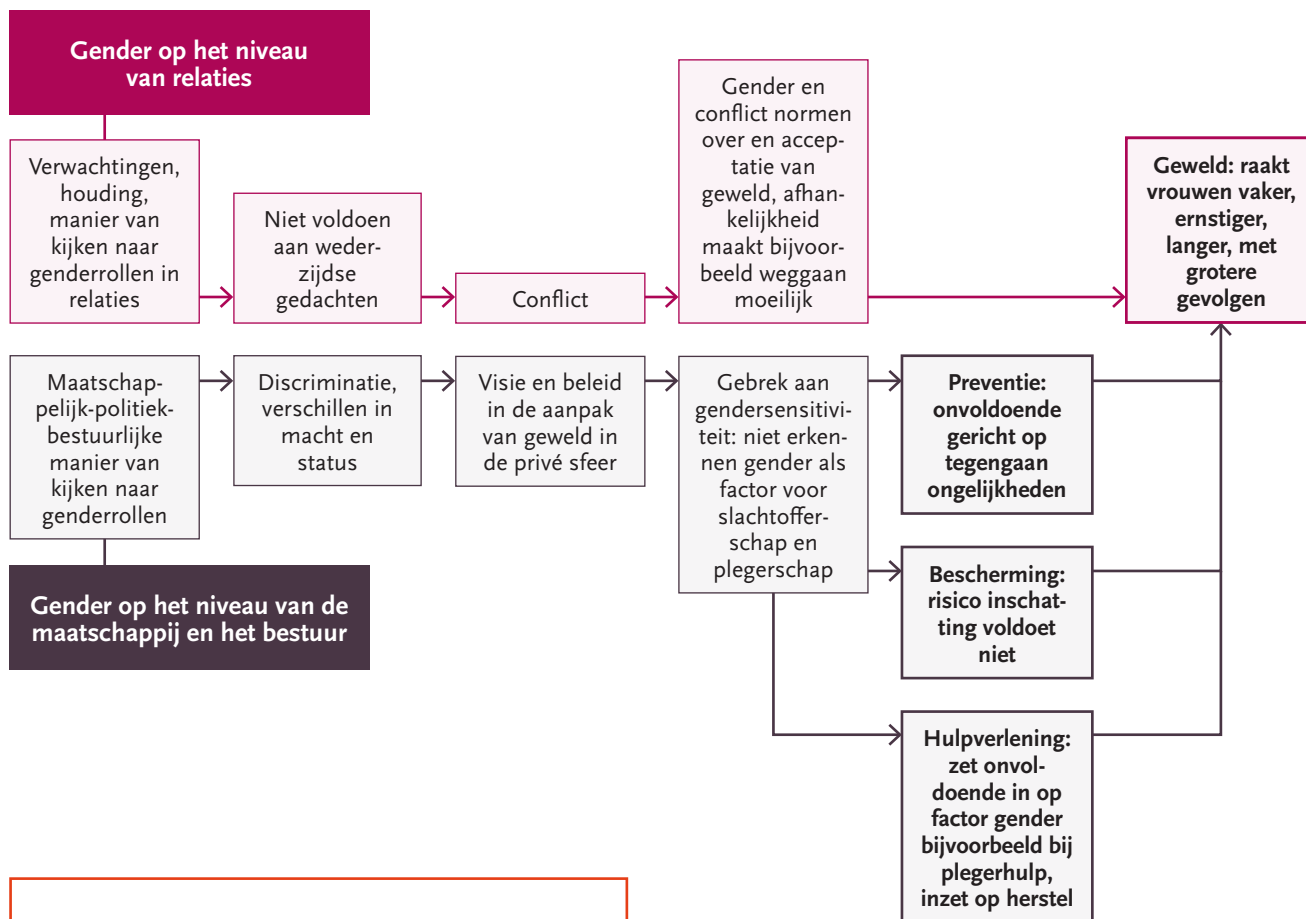 Gender op het niveau
van relaties
Verwachtingen,
houding,
manier van
kijken naar
genderrollen in
relaties
Niet voldoen
aan weder-
zijdse
gedachten
Conflict
Gender en
conflict normen
over en accep-
tatie van
geweld, afhan-
kelijkheid
maakt bijvoor-
beeld weggaan
moeilijk
Geweld: raakt
vrouwen vaker,
ernstiger,
langer, met
grotere
gevolgen
Maatschap-
pelijk-politiek-
bestuurlijke
manier van
kijken naar
genderrollen
Discriminatie,
verschillen in
macht en
status
Visie en beleid
in de aanpak
van geweld in
de privé sfeer
Gebrek aan
gendersensitivi-
teit: niet erken-
nen gender als
factor voor
slachtoffer-
schap en
plegerschap
Preventie:
onvoldoende
gericht op
tegengaan
ongelijkheden
Bescherming:
risico inschat-
ting voldoet
niet
Hulpverlening:
zet onvol-
doende in op
factor gender
bijvoorbeeld bij
plegerhulp,
inzet op herstel
Gender op het niveau van de
maatschappij en het bestuur